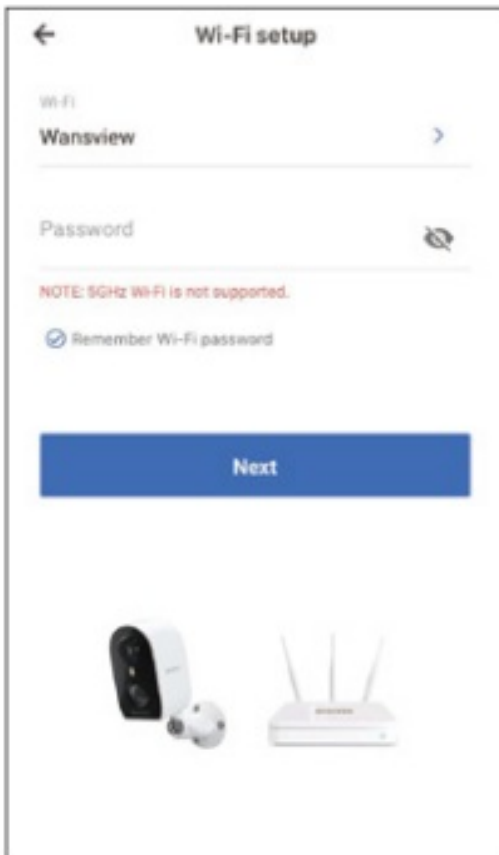 Wi-Fi setup
Wi-Fi
Wansview
Password
NOTE: 5GHz Wi-Fi is not supported.
Remember Wi-Fi password
Next